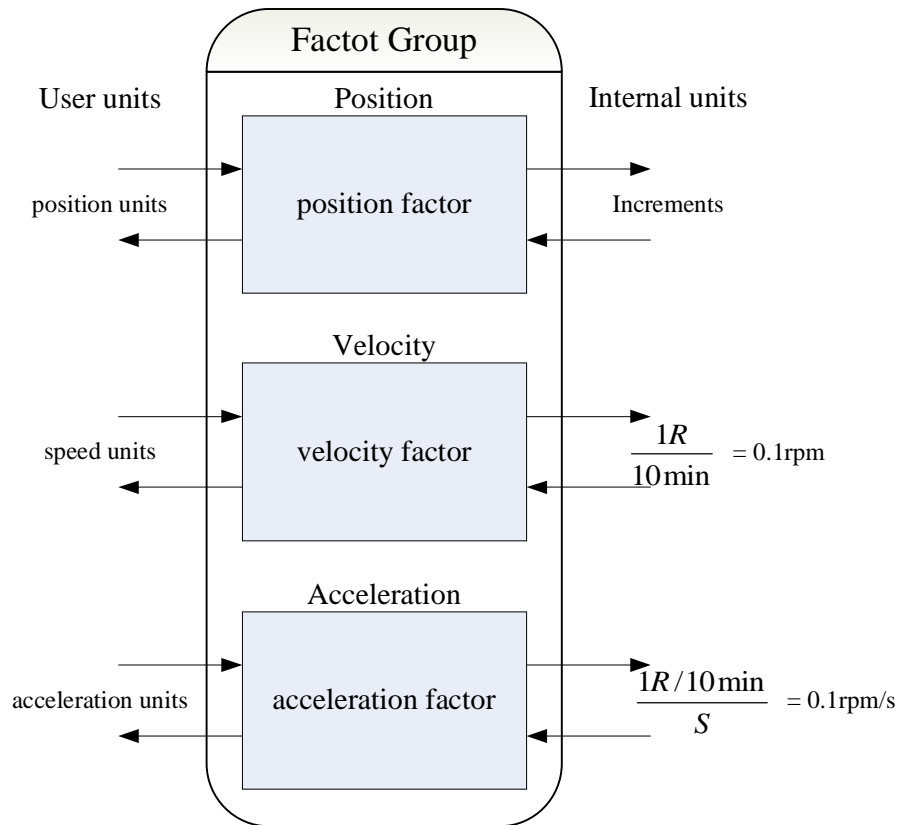 Factot Group
User units
Position
Internal units
position units
position factor
Increments
Velocity
speed units
velocity factor
1R
10 min
= 0.1rpm
Acceleration
acceleration units
acceleration factor
1R / 10 min
S
= 0.1rpm/s